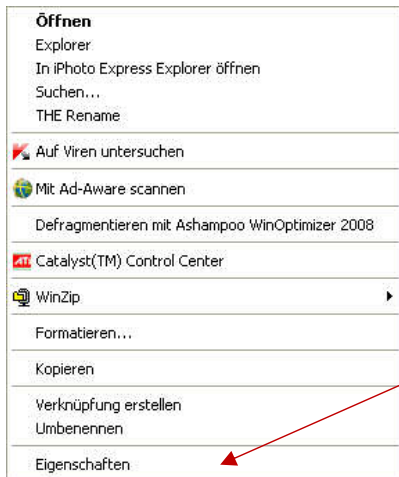 Öffnen
Explorer
In iPhoto Express Explorer öffnen
Suchen...
THE Rename
Auf Viren untersuchen
Mit Ad-Aware scannen
Defragmentieren mit Ashampoo WinOptimizer 2008
ATI Catalyst(TM) Control Center
WinZip
Formatieren...
Kopieren
Verknüpfung erstellen
Umbenennen
Eigenschaften